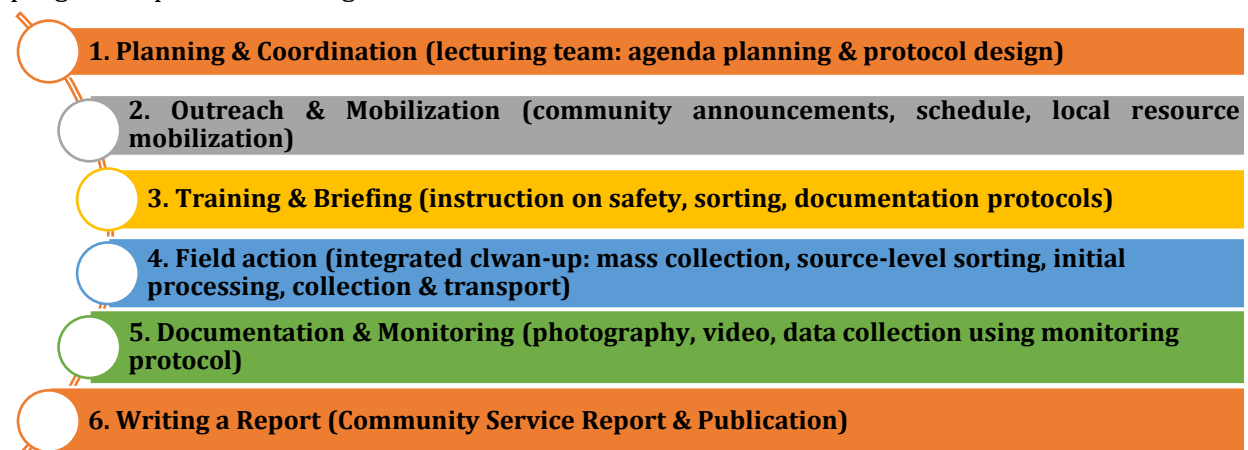 1. Planning & Coordination (lecturing team: agenda planning & protocol design)
2. Outreach & Mobilization (community announcements, schedule, local resource
mobilization)
3. Training & Briefing (instruction on safety, sorting, documentation protocols)
4. Field action (integrated clwan-up: mass collection, source-level sorting, initial
processing, collection & transport)
5. Documentation & Monitoring (photography, video, data collection using monitoring
protocol)
6. Writing a Report (Community Service Report & Publication)